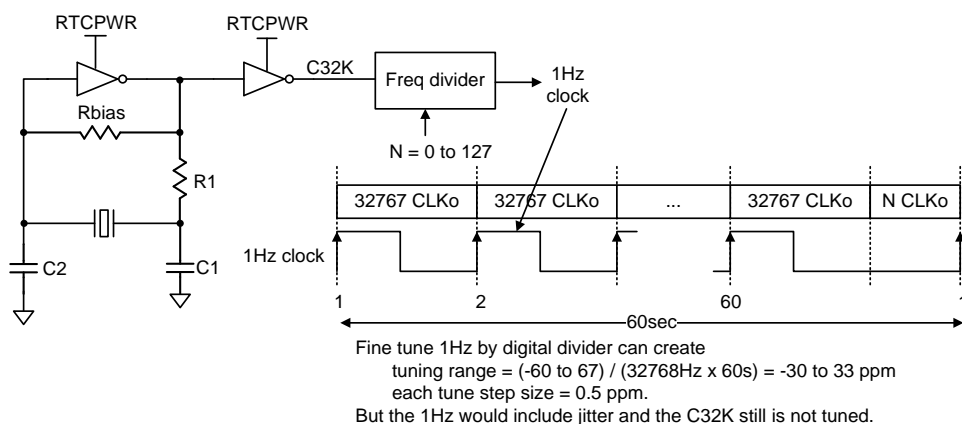 RTCPWR
RTCPWR
C32K
Freq divider
1Hz
clock
Rbias
N = 0 to 127
R1
32767 CLKo
32767 CLKo
...
32767 CLKo
N CLKo
1Hz clock
C2
C1
1
2
60
1
60sec
Fine tune 1Hz by digital divider can create
tuning range = (-60 to 67) / (32768Hz x 60s) = -30 to 33 ppm
each tune step size = 0.5 ppm.
But the 1Hz would include jitter and the C32K still is not tuned.